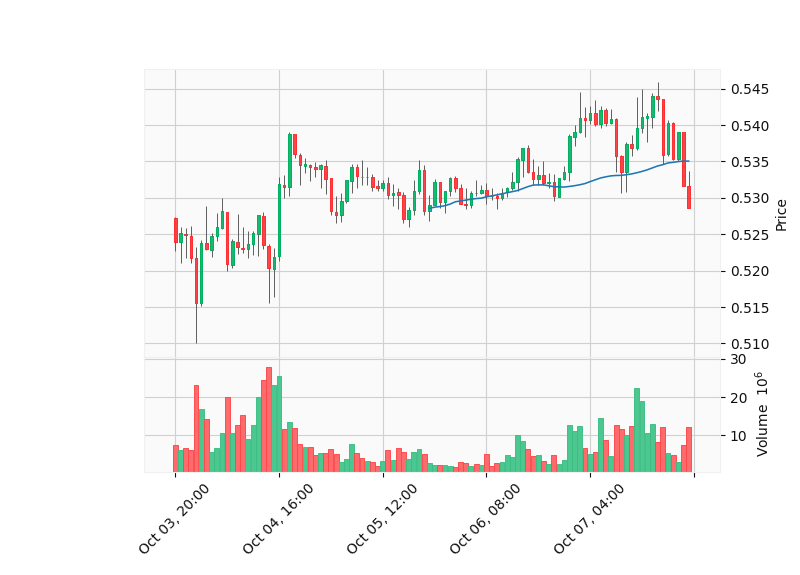 0.545
0.540
0.535
0.530
0.525
0.520
0.515
0.510
Price
30
20
10
Volume 10^6
Oct 03, 20:00
Oct 04, 16:00
Oct 05, 12:00
Oct 06, 08:00
Oct 07, 04:00